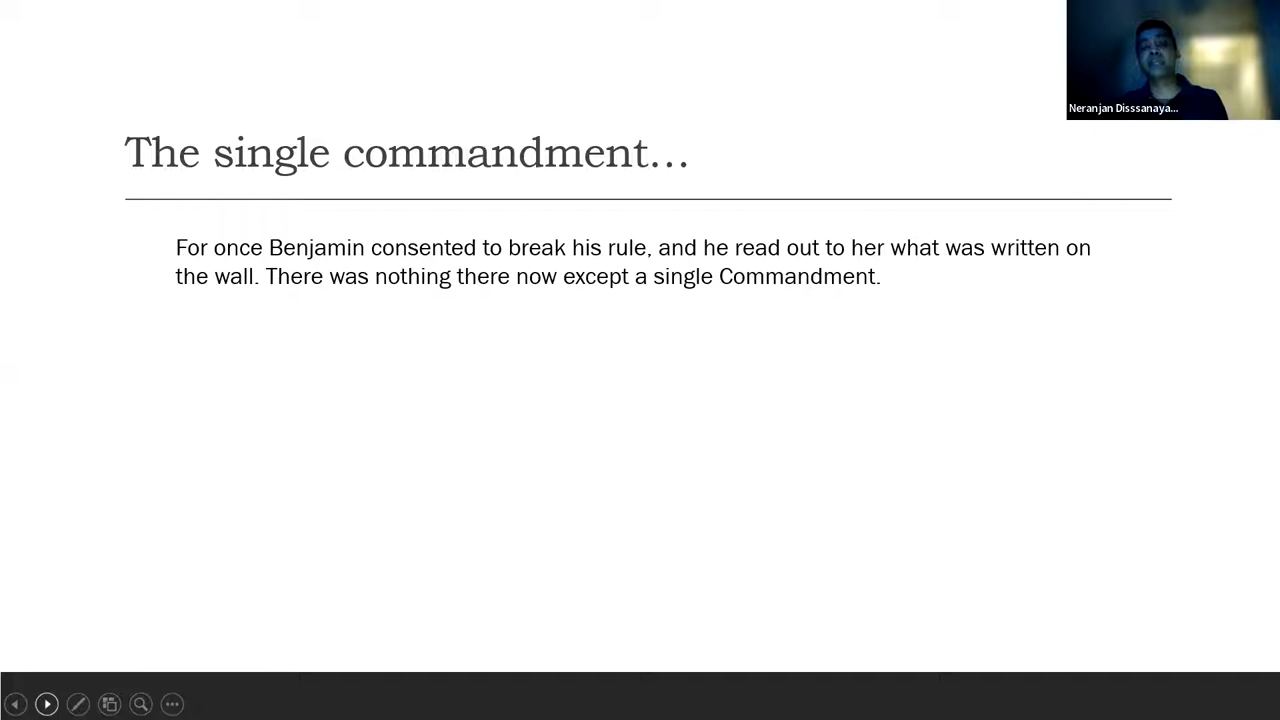 Neranjan Disssanaya...
The single commandment...
For once Benjamin consented to break his rule, and he read out to her what was written on
the wall. There was nothing there now except a single Commandment.